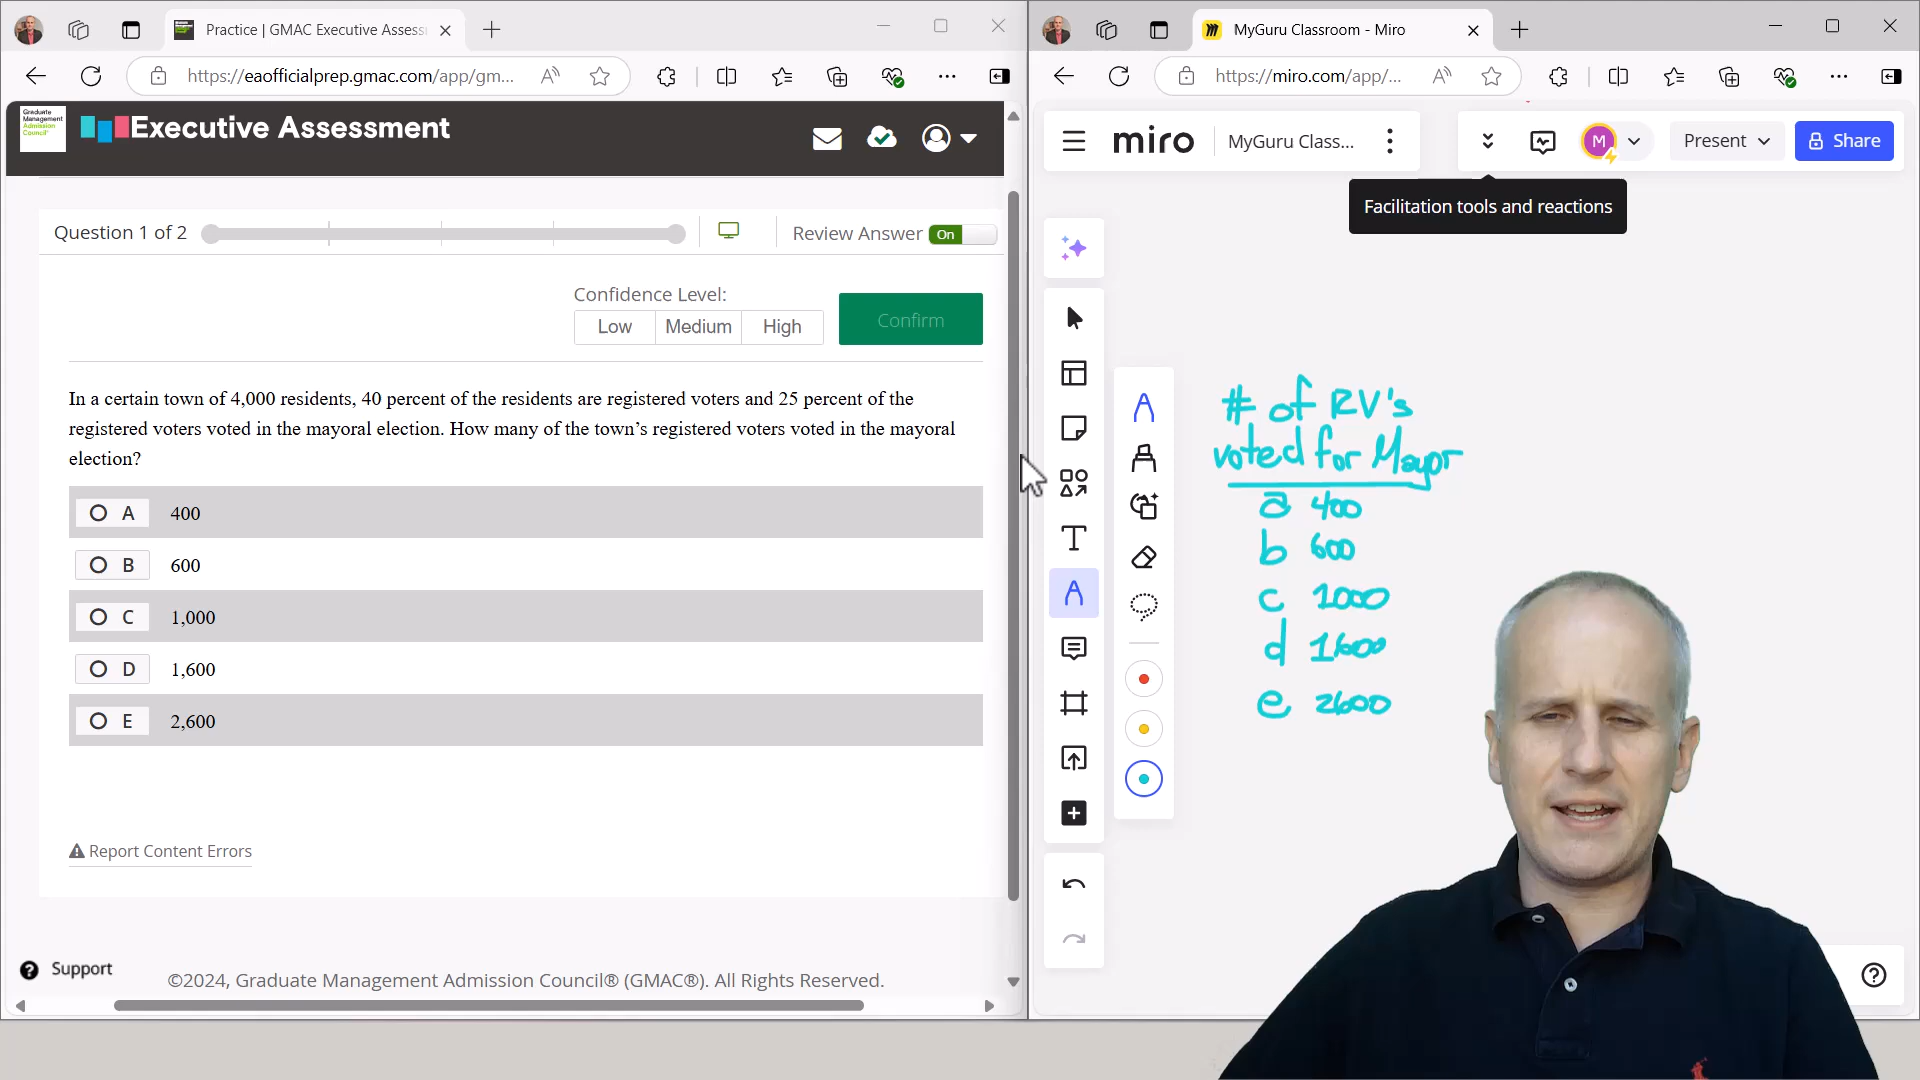 Practice | GMAC Executive Assess
https://eaofficialprep.gmac.com/app/gm...
Graduate
Management
Admission
Council
Executive Assessment
Question 1 of 2
Review Answer On
Confidence Level:
Low Medium High
Confirm
In a certain town of 4,000 residents, 40 percent of the residents are registered voters and 25 percent of the
registered voters voted in the mayoral election. How many of the town’s registered voters voted in the mayoral
election?
A 400
B 600
C 1,000
D 1,600
E 2,600
Report Content Errors
Support
©2024, Graduate Management Admission Council® (GMAC®). All Rights Reserved.
MyGuru Classroom - Miro
https://miro.com/app/...
miro MyGuru Class...
M
Present
Share
Facilitation tools and reactions
# of RV's
voted for Mayor
a 400
b 600
c 1000
d 1600
e 2600